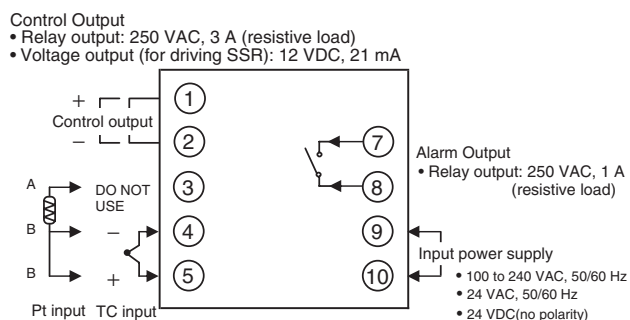 Control Output
• Relay output: 250 VAC, 3 A (resistive load)
• Voltage output (for driving SSR): 12 VDC, 21 mA
+
Control output
−
1
2
3
4
5
7
8
9
10
Alarm Output
• Relay output: 250 VAC, 1 A
(resistive load)
A
DO NOT
USE
B
−
B
+
Pt input TC input
Input power supply
• 100 to 240 VAC, 50/60 Hz
• 24 VAC, 50/60 Hz
• 24 VDC(no polarity)